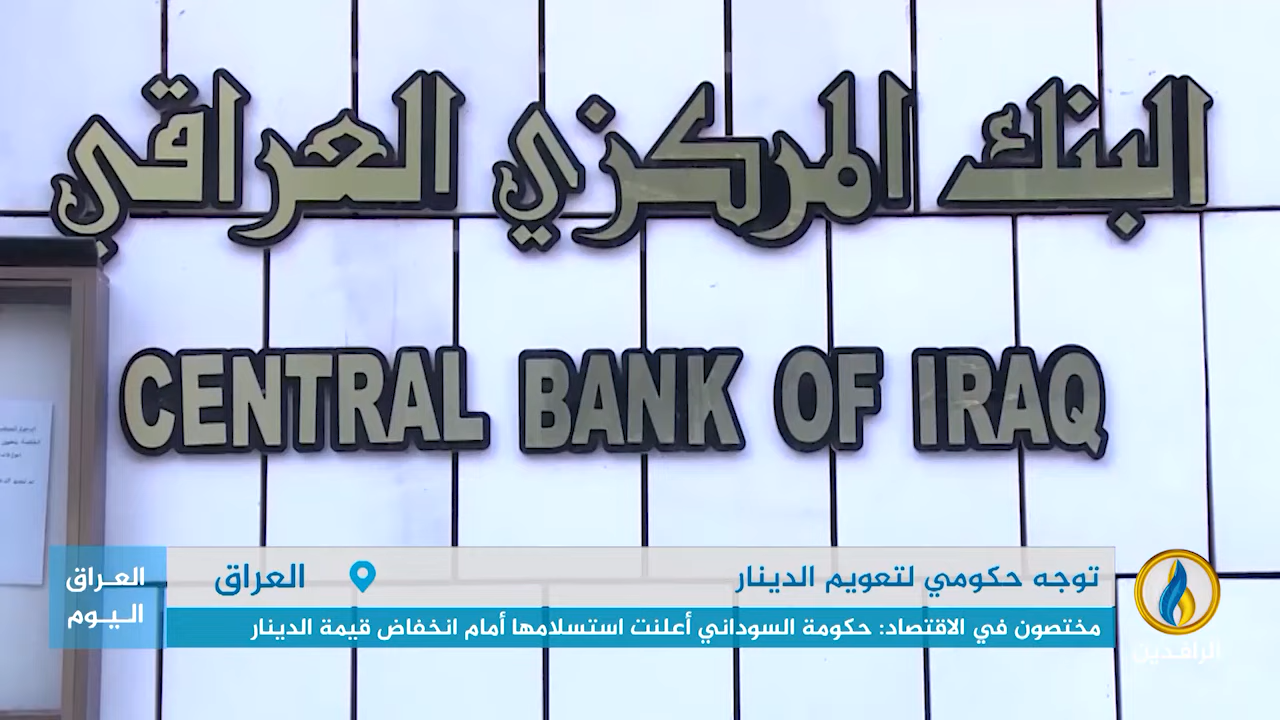 البنك المركزي العراقي
CENTRAL BANK OF IRAQ
توجه حكومي لتعويم الدينار
العراق
مختصون في الاقتصاد: حكومة السوداني أعلنت استسلامها أمام انخفاض قيمة الدينار
العراق
اليوم
الرافدين